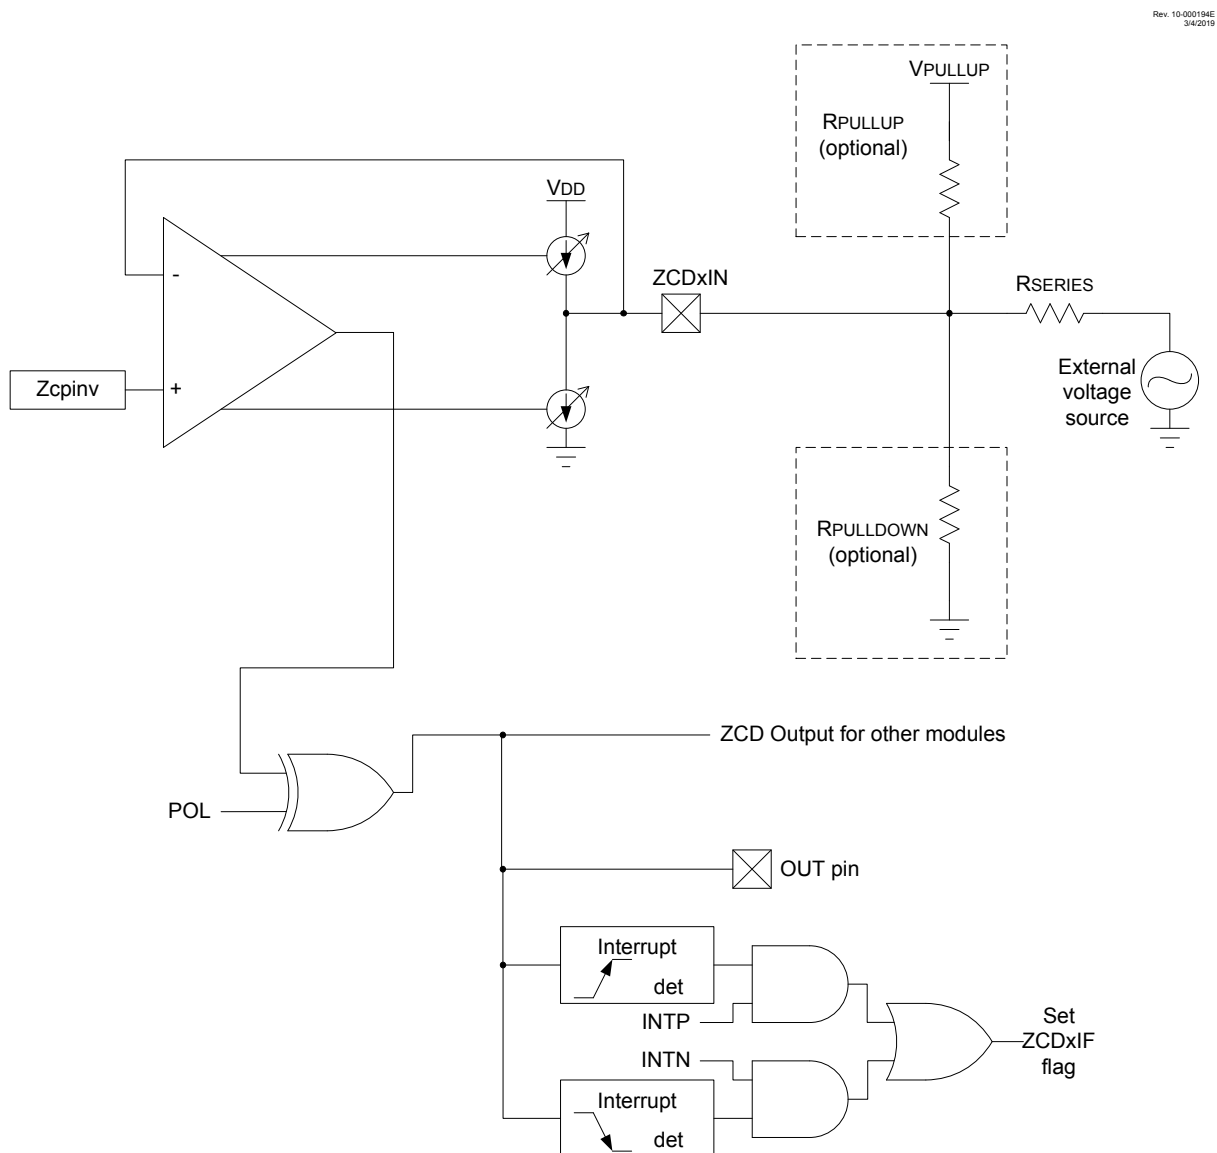 Rev. 10-000194E
3/4/2019
VPULLUP
RPULLUP
(optional)
VDD
-
ZCDxIN
RSERIES
Zcpinv
+
External
voltage
source
RPULLDOWN
(optional)
ZCD Output for other modules
POL
OUT pin
Interrupt
det
INTP
Set
ZCDxIF
flag
INTN
Interrupt
det